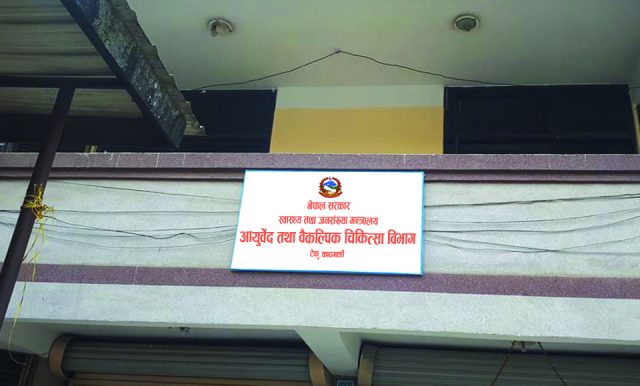 नेपाल सरकार
स्वास्थ्य तथा जनसंख्या मन्त्रालय
आयुर्वेद तथा वैकल्पिक चिकित्सा विभाग
टेकु, काठमाडौं